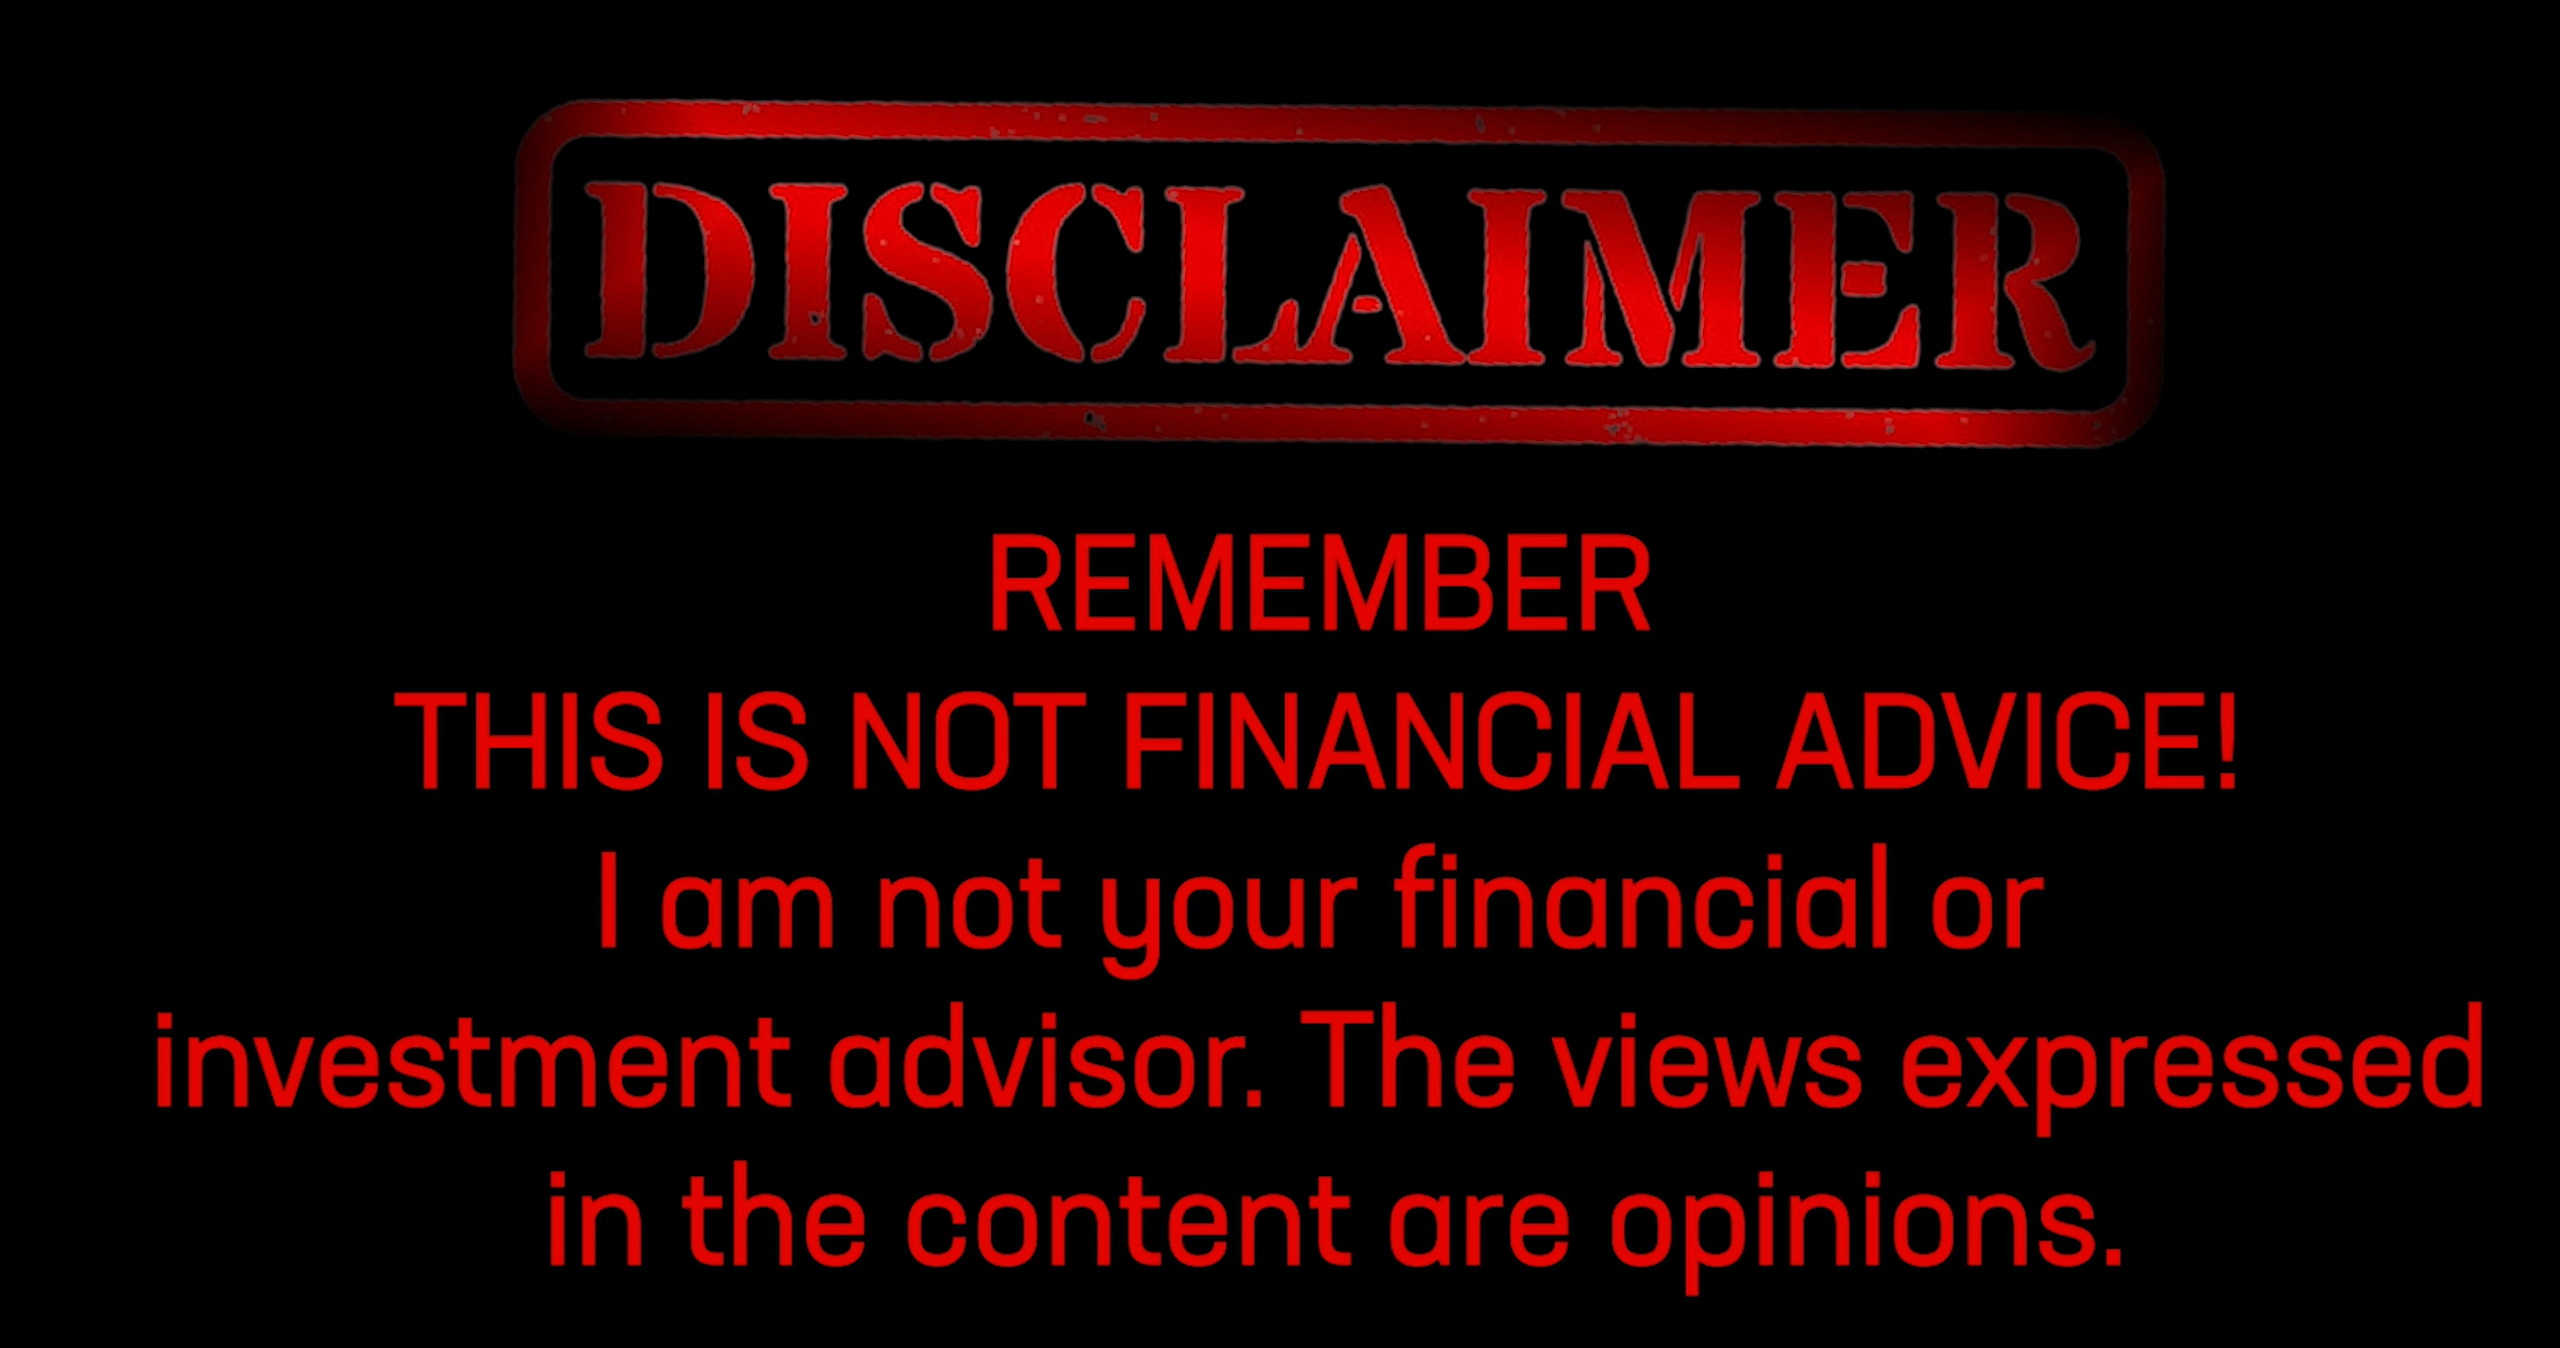 DISCLAIMER
REMEMBER
THIS IS NOT FINANCIAL ADVICE!
I am not your financial or
investment advisor. The views expressed
in the content are opinions.